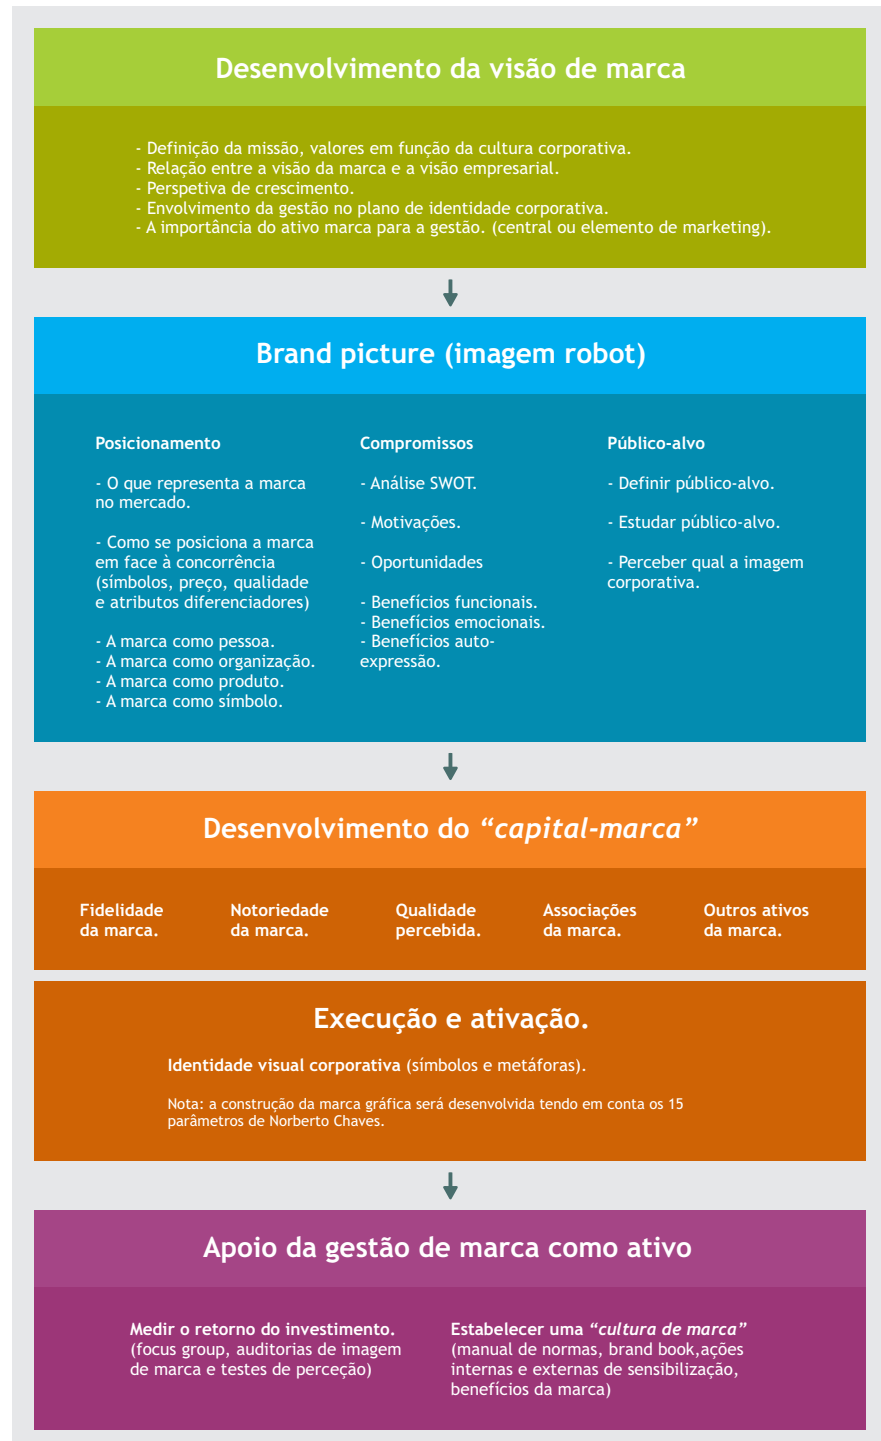 Desenvolvimento da visão de marca
- Definição da missão, valores em função da cultura corporativa.
- Relação entre a visão da marca e a visão empresarial.
- Perspetiva de crescimento.
- Envolvimento da gestão no plano de identidade corporativa.
- A importância do ativo marca para a gestão. (central ou elemento de marketing).
Brand picture (imagem robot)
Posicionamento
- O que representa a marca
no mercado.
- Como se posiciona a marca
em face à concorrência
(símbolos, preço, qualidade
e atributos diferenciadores)
- A marca como pessoa.
- A marca como organização.
- A marca como produto.
- A marca como símbolo.
Compromissos
- Análise SWOT.
- Motivações.
- Oportunidades
- Benefícios funcionais.
- Benefícios emocionais.
- Benefícios auto-
expressão.
Público-alvo
- Definir público-alvo.
- Estudar público-alvo.
- Perceber qual a imagem
corporativa.
Desenvolvimento do “capital-marca”
Fidelidade
da marca.
Notoriedade
da marca.
Qualidade
percebida.
Associações
da marca.
Outros ativos
da marca.
Execução e ativação.
Identidade visual corporativa (símbolos e metáforas).
Nota: a construção da marca gráfica será desenvolvida tendo em conta os 15
parâmetros de Norberto Chaves.
Apoio da gestão de marca como ativo
Medir o retorno do investimento.
(focus group, auditorias de imagem
de marca e testes de perceção)
Estabelecer uma “cultura de marca”
(manual de normas, brand book,ações
internas e externas de sensibilização,
benefícios da marca)